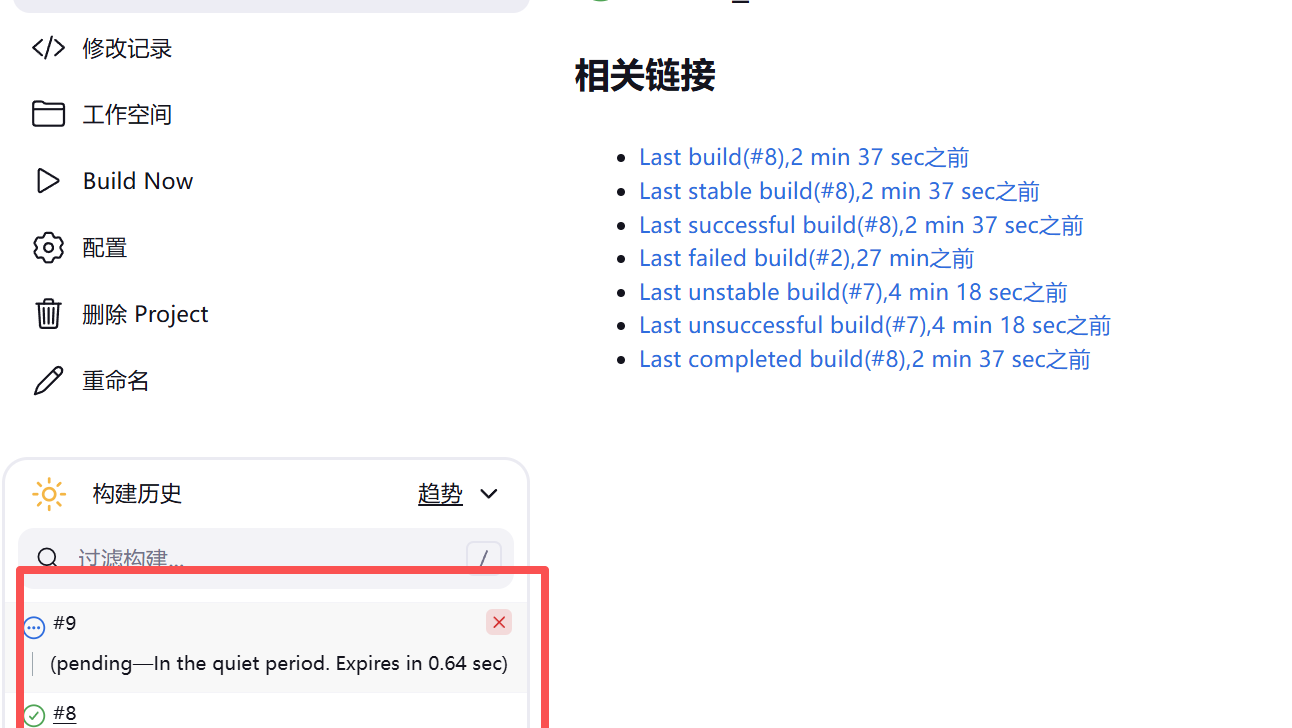 修改记录
工作空间
Build Now
配置
删除 Project
重命名
构建历史
趋势
过滤构建...
/
#9
(pending—In the quiet period. Expires in 0.64 sec)
#8
相关链接
Last build(#8),2 min 37 sec之前
Last stable build(#8),2 min 37 sec之前
Last successful build(#8),2 min 37 sec之前
Last failed build(#2),27 min之前
Last unstable build(#7),4 min 18 sec之前
Last unsuccessful build(#7),4 min 18 sec之前
Last completed build(#8),2 min 37 sec之前